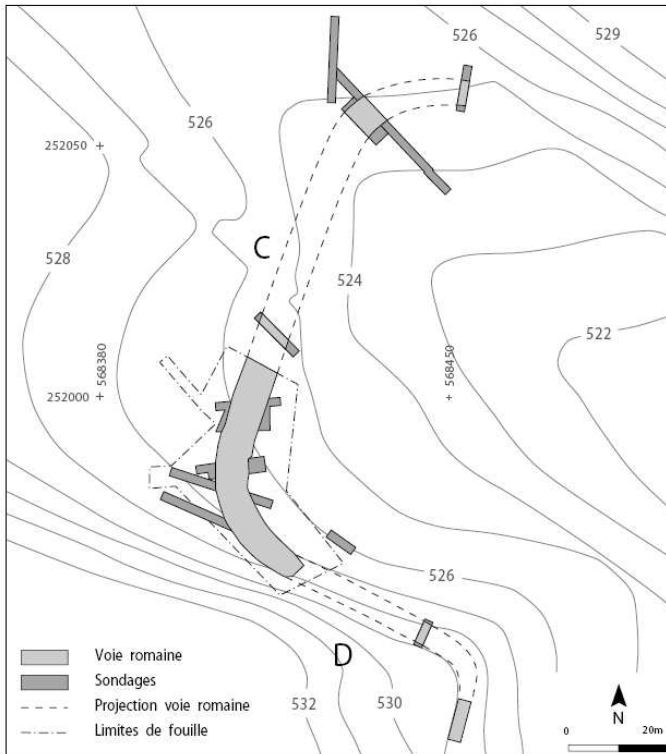 526
529
252050 +
526
C
528
524
522
568380
568450
252000 +
+
526
D
Voie romaine
Sondages
Projection voie romaine
Limites de fouille
532
530
N
0 20m